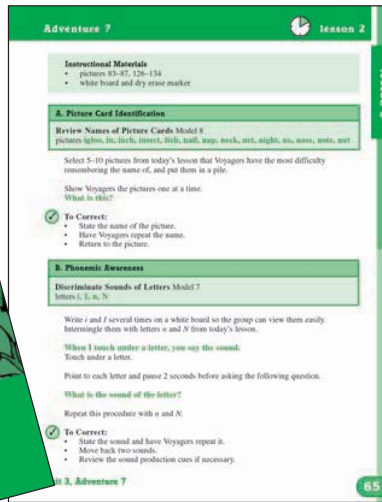 Adventure 7
lesson 2
Instructional Materials
• pictures 83–87, 126–134
• white board and dry erase marker
A. Picture Card Identification
Review Names of Picture Cards Model 8
pictures igloo, in, inch, insect, itch, nail, nap, neck, net, night, no, nose, note, nut
Select 5–10 pictures from today's lesson that Voyagers have the most difficulty
remembering the name of, and put them in a pile.
Show Voyagers the pictures one at a time.
What is this?
To Correct:
• State the name of the picture.
• Have Voyagers repeat the name.
• Return to the picture.
B. Phonemic Awareness
Discriminate Sounds of Letters Model 7
letters i, I, n, N
Write i and I several times on a white board so the group can view them easily.
Intermingle them with letters n and N from today's lesson.
When I touch under a letter, you say the sound.
Touch under a letter.
Point to each letter and pause 2 seconds before asking the following question.
What is the sound of the letter?
Repeat this procedure with n and N.
To Correct:
• State the sound and have Voyagers repeat it.
• Move back two sounds.
• Review the sound production cues if necessary.
it 3, Adventure 7
65